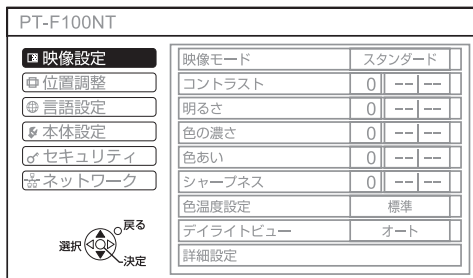 PT-F100NT
映像設定
位置調整
言語設定
本体設定
セキュリティ
ネットワーク
戻る
選択
決定
映像モード スタンダード
コントラスト 0
明るさ 0
色の濃さ 0
色あい 0
シャープネス 0
色温度設定 標準
デイライトビュー オート
詳細設定